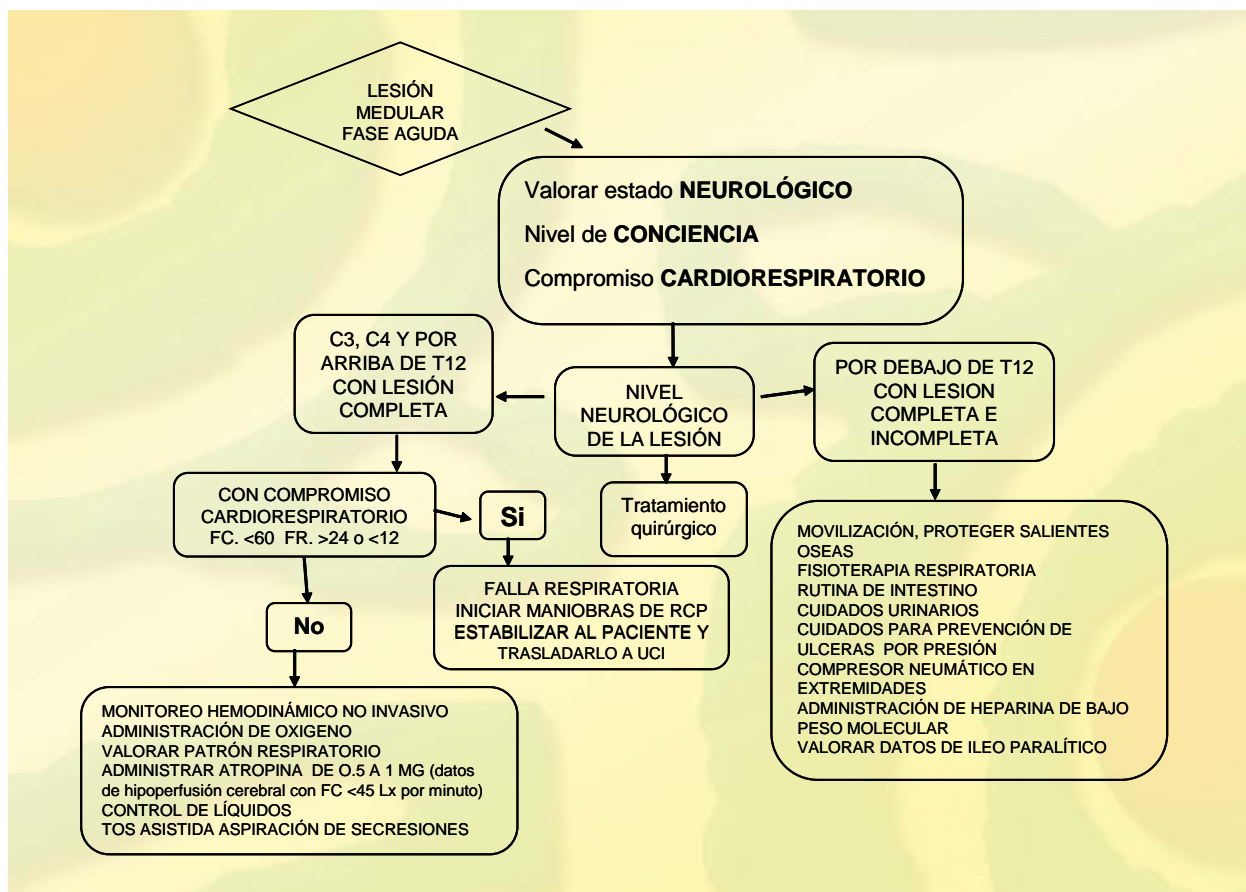 LESIÓN
MEDULAR
FASE AGUDA
Valorar estado NEUROLÓGICO
Nivel de CONCIENCIA
Compromiso CARDIORESPIRATORIO
C3, C4 Y POR
ARRIBA DE T12
CON LESIÓN
COMPLETA
NIVEL
NEUROLÓGICO
DE LA LESIÓN
POR DEBAJO DE T12
CON LESION
COMPLETA E
INCOMPLETA
CON COMPROMISO
CARDIORESPIRATORIO
FC. <60 FR. >24 o <12
Si
Tratamiento
quirúrgico
FALLA RESPIRATORIA
INICIAR MANIOBRAS DE RCP
ESTABILIZAR AL PACIENTE Y
TRASLADARLO A UCI
No
MONITOREO HEMODINÁMICO NO INVASIVO
ADMINISTRACIÓN DE OXIGENO
VALORAR PATRÓN RESPIRATORIO
ADMINISTRAR ATROPINA DE O.5 A 1 MG (datos
de hipoperfusión cerebral con FC <45 Lx por minuto)
CONTROL DE LÍQUIDOS
TOS ASISTIDA ASPIRACIÓN DE SECRESIONES
MOVILIZACIÓN, PROTEGER SALIENTES
OSEAS
FISIOTERAPIA RESPIRATORIA
RUTINA DE INTESTINO
CUIDADOS URINARIOS
CUIDADOS PARA PREVENCIÓN DE
ULCERAS POR PRESIÓN
COMPRESOR NEUMÁTICO EN
EXTREMIDADES
ADMINISTRACIÓN DE HEPARINA DE BAJO
PESO MOLECULAR
VALORAR DATOS DE ILEO PARALÍTICO